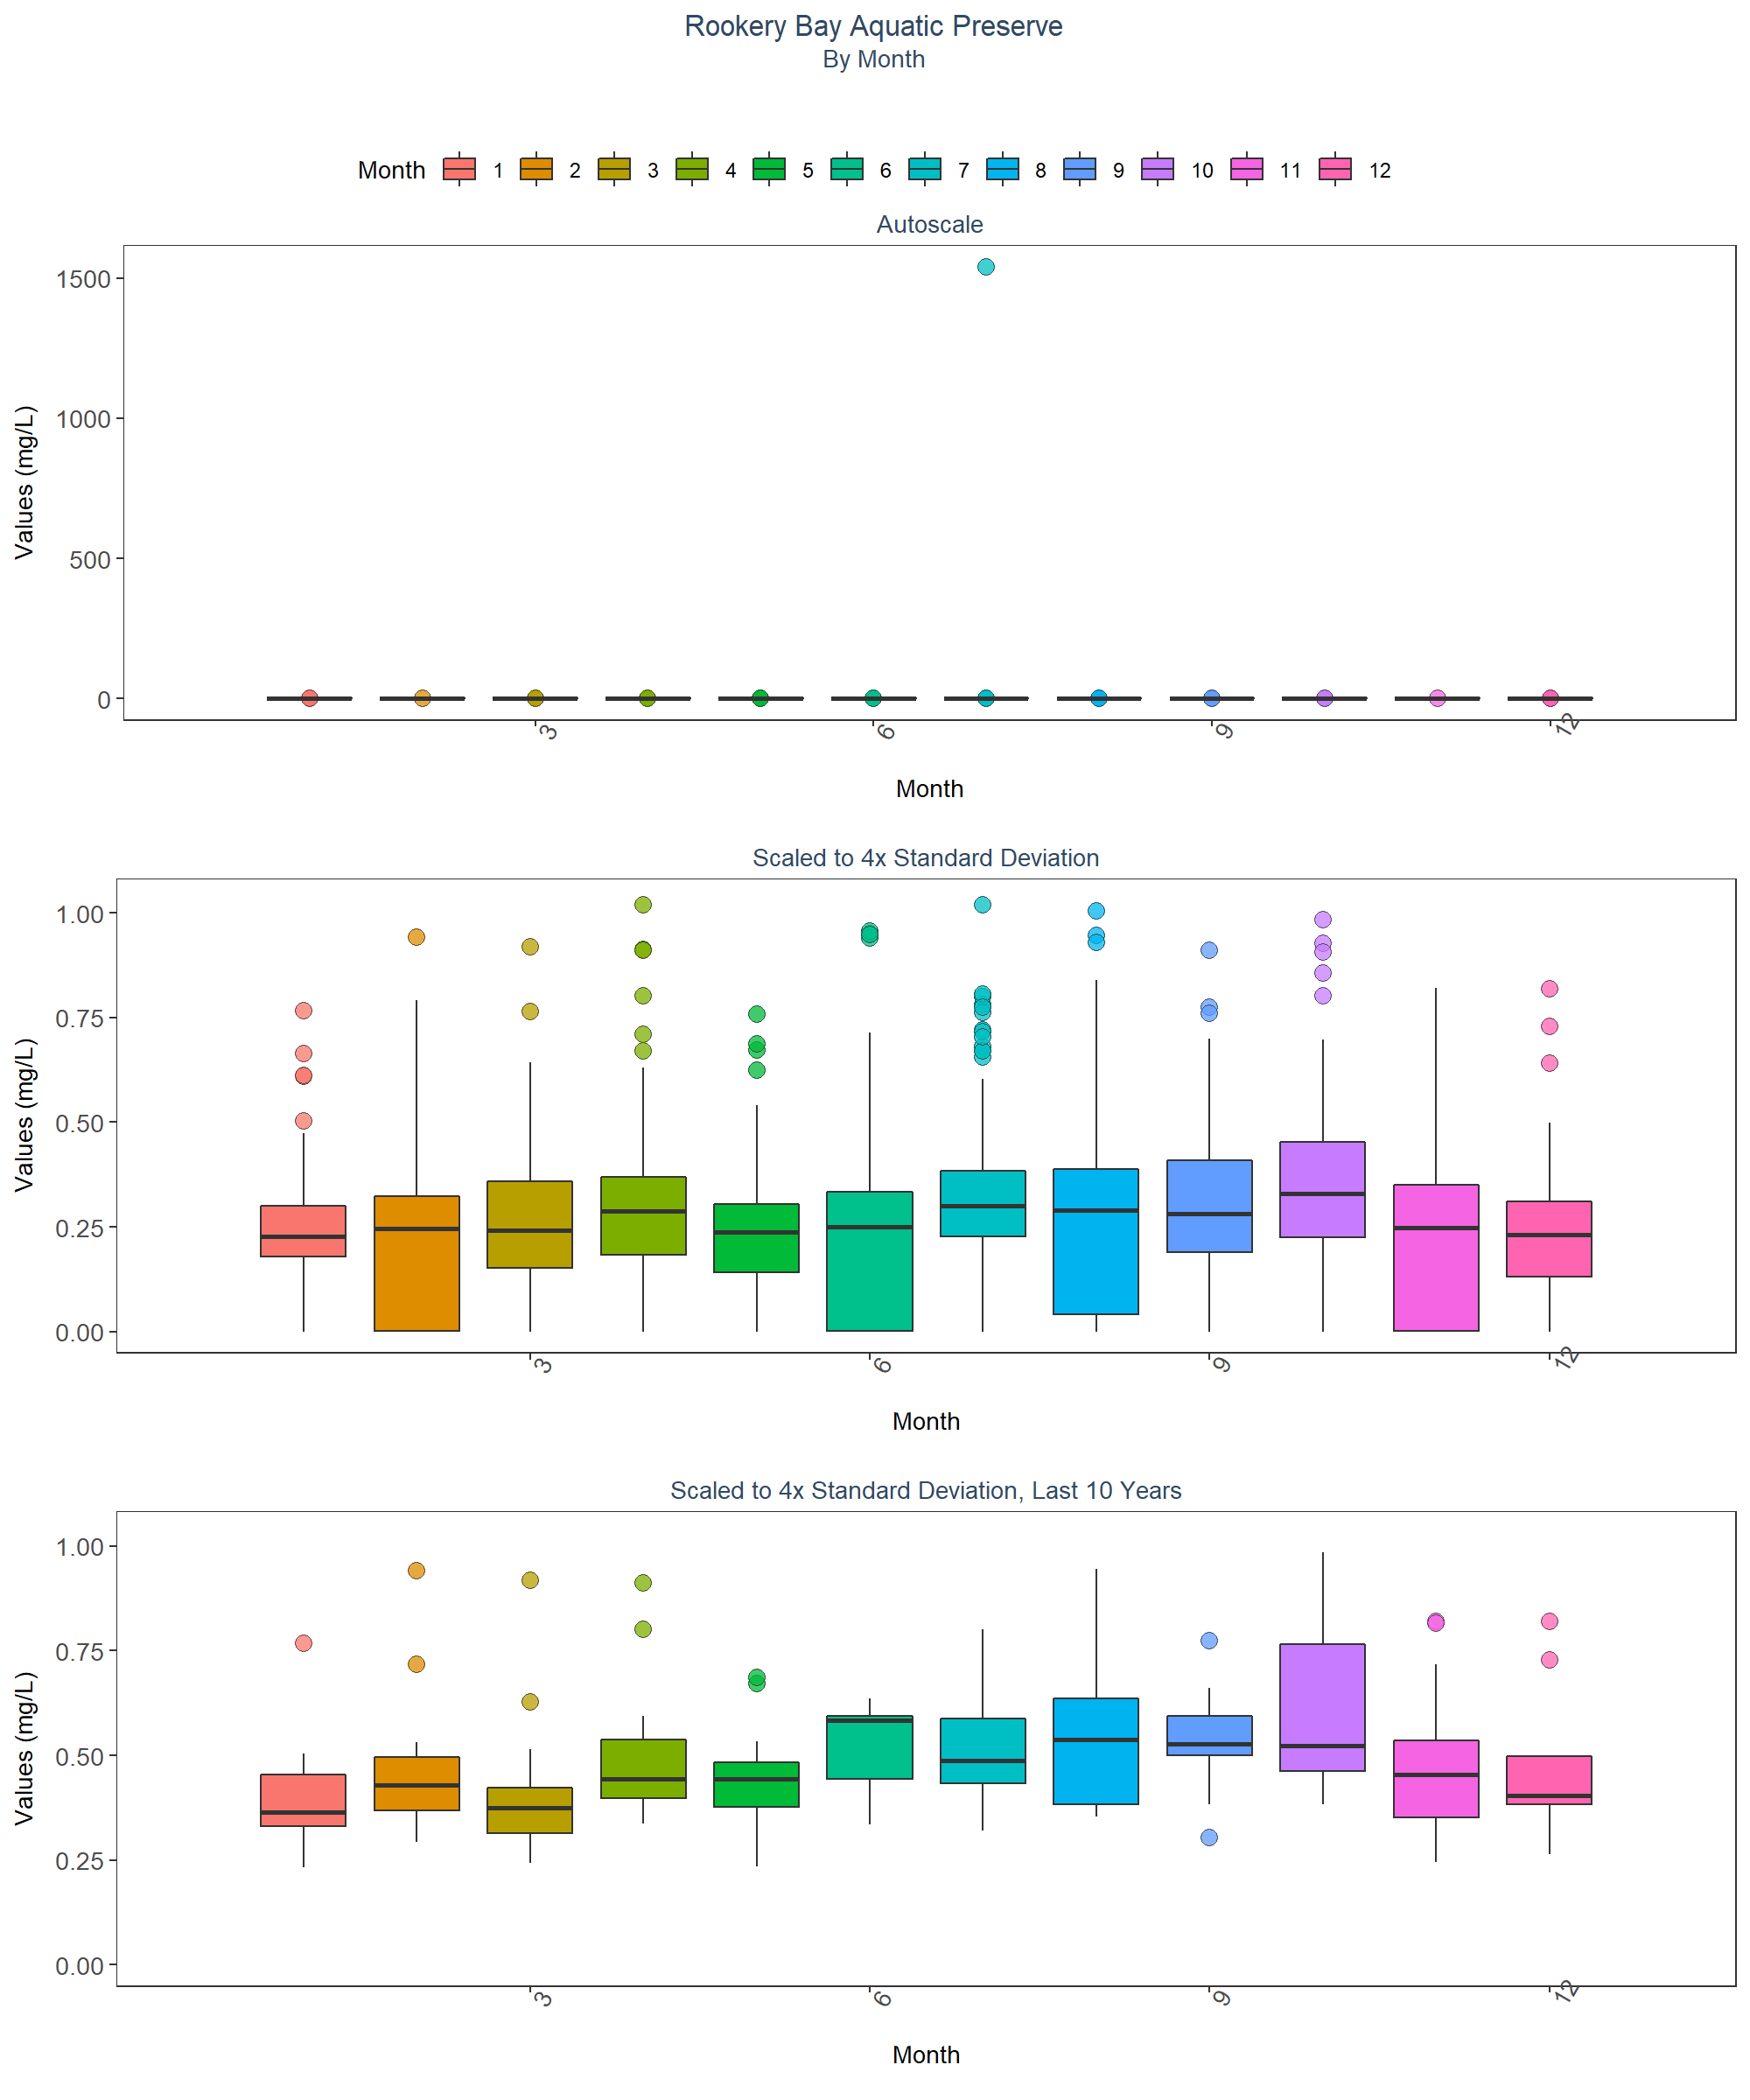 Rookery Bay Aquatic Preserve
By Month
Month 1 2 3 4 5 6 7 8 9 10 11 12
Autoscale
Values (mg/L)
1500
1000
500
0
3 6 9 12
Month
Scaled to 4x Standard Deviation
Values (mg/L)
1.00
0.75
0.50
0.25
0.00
3 6 9 12
Month
Scaled to 4x Standard Deviation, Last 10 Years
Values (mg/L)
1.00
0.75
0.50
0.25
0.00
3 6 9 12
Month